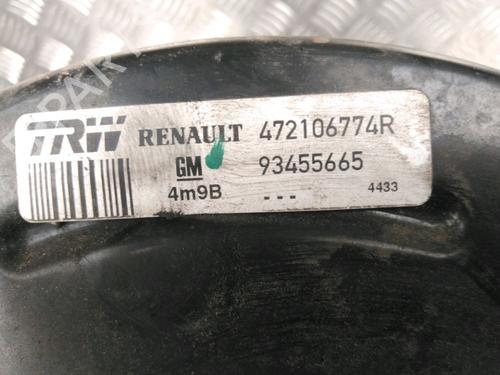 TRW RENAULT 472106774R
GM 93455665
4m9B --- 4433